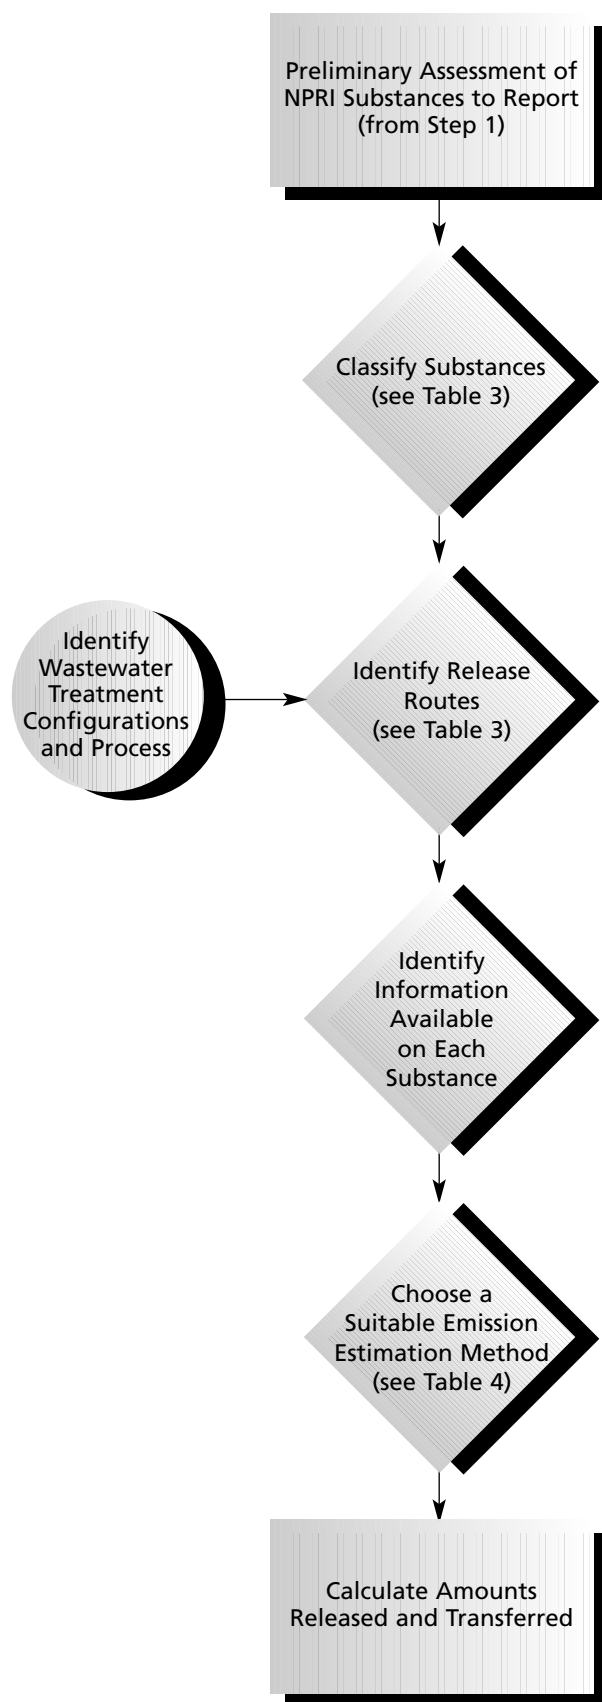 Preliminary Assessment of
NPRI Substances to Report
(from Step 1)
Classify Substances
(see Table 3)
Identify
Wastewater
Treatment
Configurations
and Process
Identify Release
Routes
(see Table 3)
Identify
Information
Available
on Each
Substance
Choose a
Suitable Emission
Estimation Method
(see Table 4)
Calculate Amounts
Released and Transferred